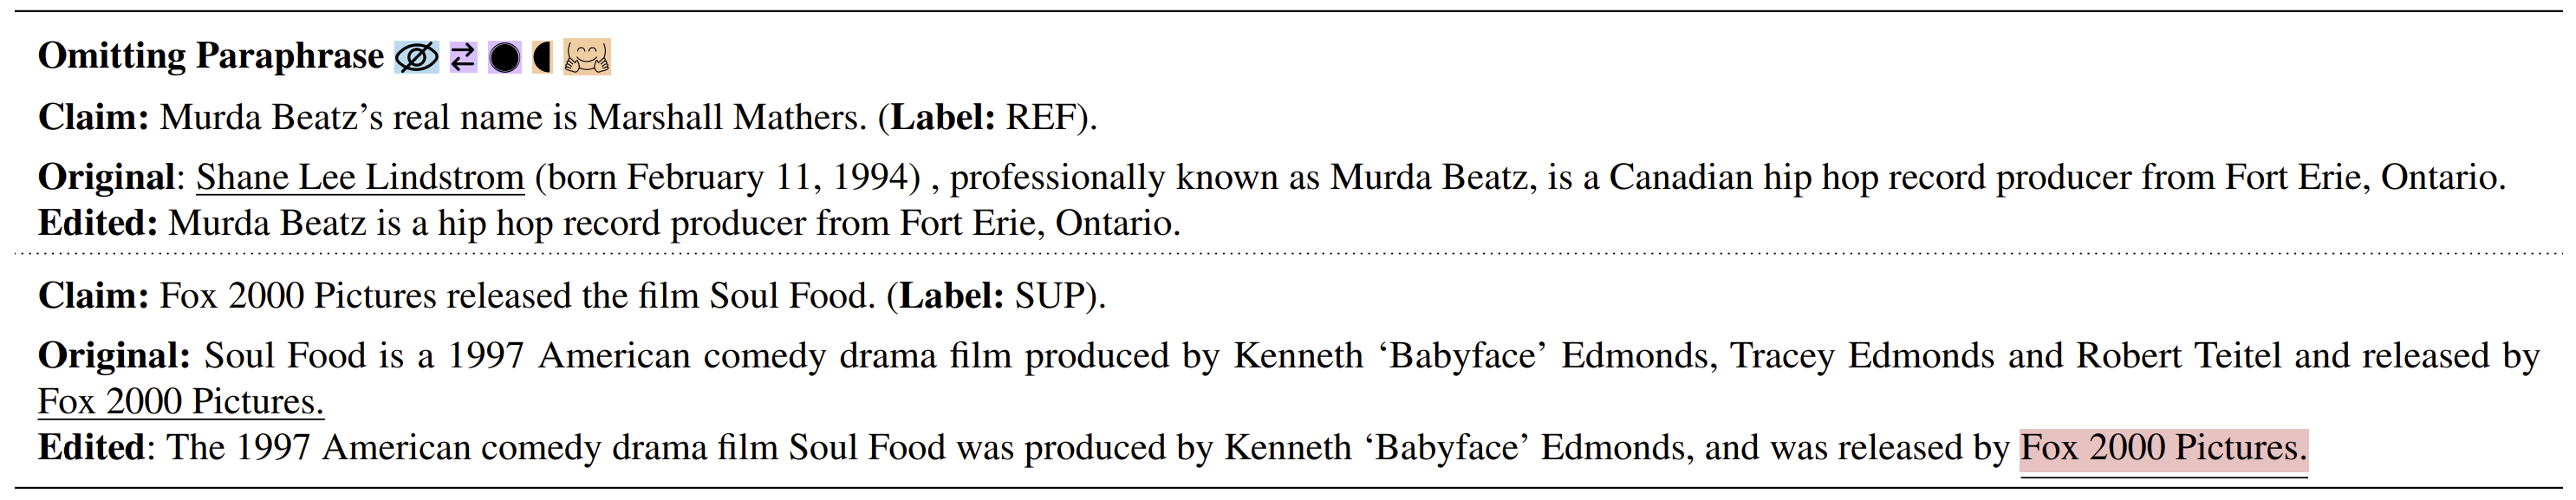 Omitting Paraphrase
Claim: Murda Beatz’s real name is Marshall Mathers. (Label: REF).
Original: Shane Lee Lindstrom (born February 11, 1994) , professionally known as Murda Beatz, is a Canadian hip hop record producer from Fort Erie, Ontario.
Edited: Murda Beatz is a hip hop record producer from Fort Erie, Ontario.
Claim: Fox 2000 Pictures released the film Soul Food. (Label: SUP).
Original: Soul Food is a 1997 American comedy drama film produced by Kenneth ‘Babyface’ Edmonds, Tracey Edmonds and Robert Teitel and released by
Fox 2000 Pictures.
Edited: The 1997 American comedy drama film Soul Food was produced by Kenneth ‘Babyface’ Edmonds, and was released by Fox 2000 Pictures.